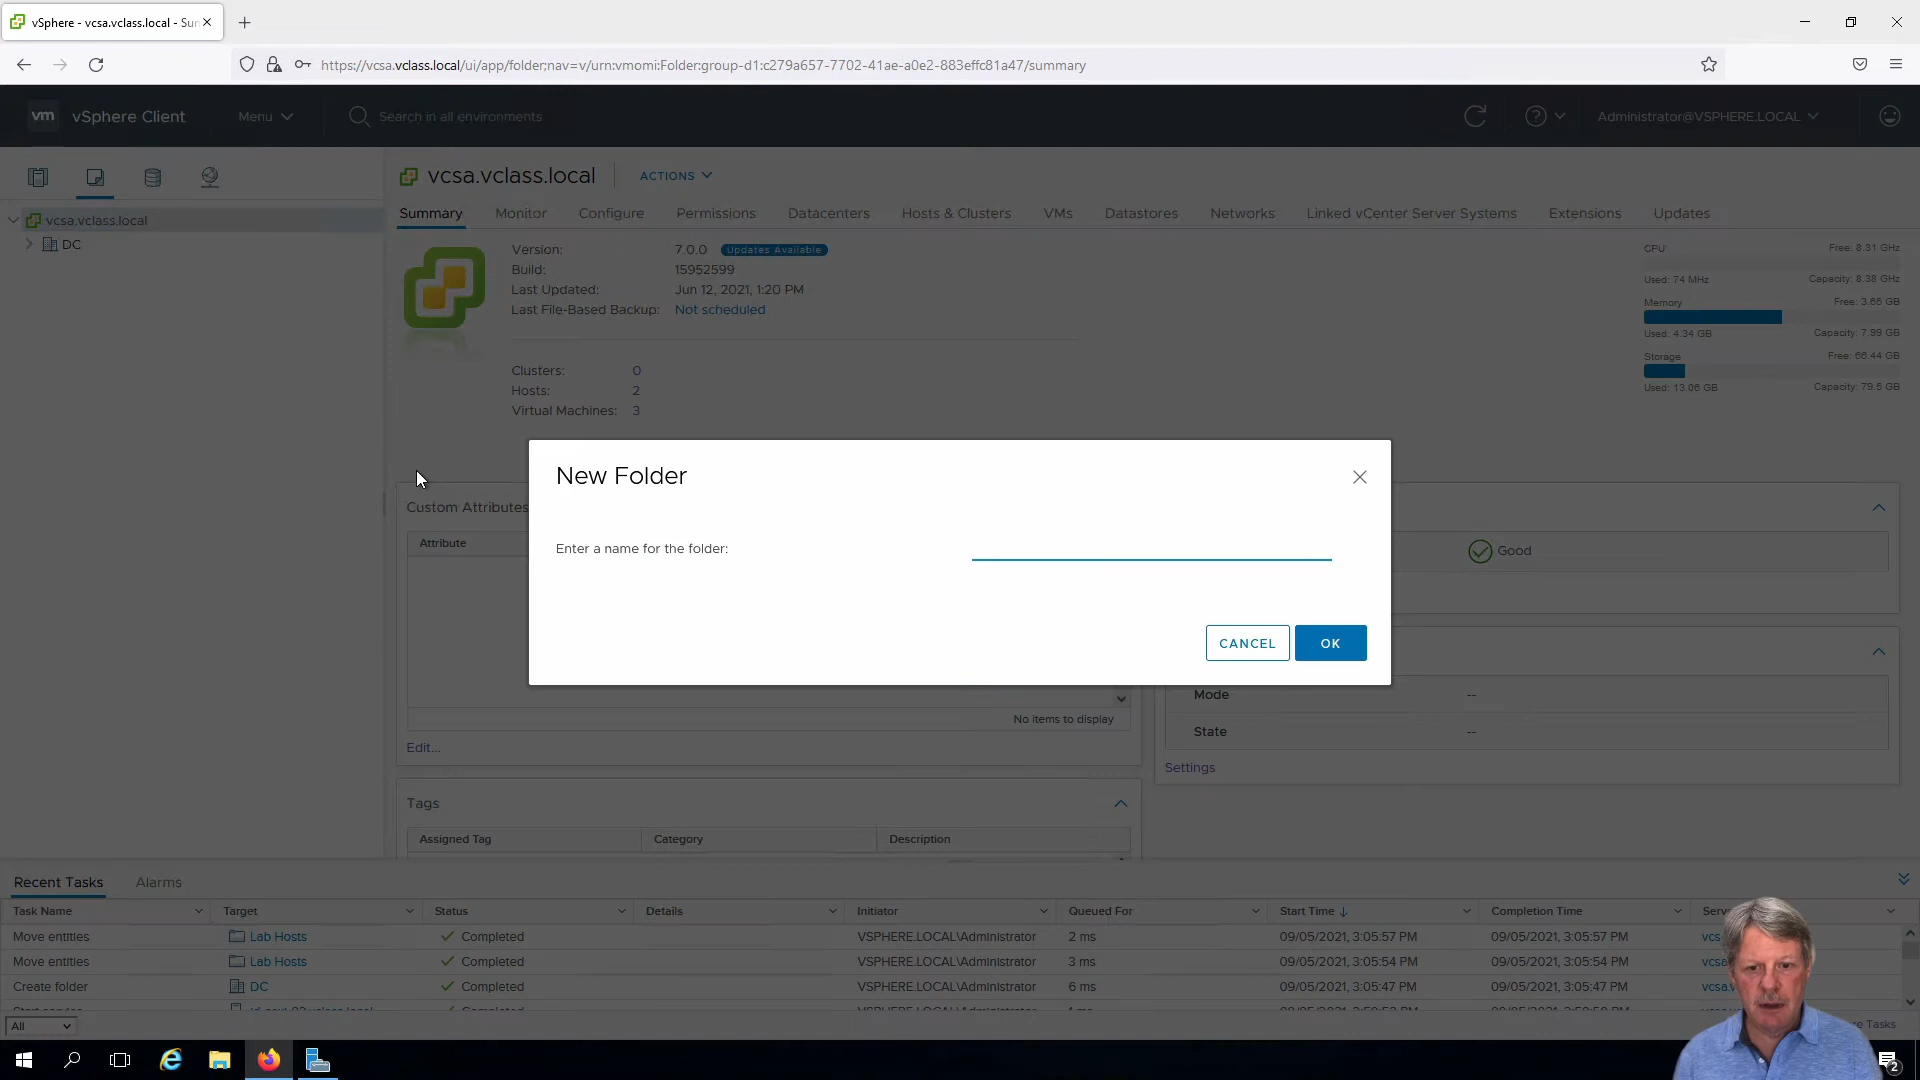 vSphere - vcsa.vclass.local - Sun
https://vcsa.vclass.local/ui/app/folder;nav=v/urn:vmomi:Folder:group-d1:c279a657-7702-41ae-a0e2-883effc81a47/summary
vm vSphere Client Menu Search in all environments Administrator@VSPHERE.LOCAL
vcsa.vclass.local
DC
vcsa.vclass.local ACTIONS
Summary Monitor Configure Permissions Datacenters Hosts & Clusters VMs Datastores Networks Linked vCenter Server Systems Extensions Updates
Version: 7.0.0 Updates Available
Build: 15952599
Last Updated: Jun 12, 2021, 1:20 PM
Last File-Based Backup: Not scheduled
Clusters: 0
Hosts: 2
Virtual Machines: 3
CPU Free: 8.31 GHz
Used: 74 MHz Capacity: 8.38 GHz
Memory Free: 3.65 GB
Used: 4.34 GB Capacity: 7.99 GB
Storage Free: 66.44 GB
Used: 13.06 GB Capacity: 79.5 GB
New Folder
Enter a name for the folder:
CANCEL OK
Custom Attributes
Attribute
No items to display
Edit...
Good
Mode --
State --
Settings
Tags
Assigned Tag Category Description
Recent Tasks Alarms
Task Name Target Status Details Initiator Queued For Start Time ↓ Completion Time Serv
Move entities Lab Hosts Completed VSPHERE.LOCAL\Administrator 2 ms 09/05/2021, 3:05:57 PM 09/05/2021, 3:05:57 PM vcs
Move entities Lab Hosts Completed VSPHERE.LOCAL\Administrator 3 ms 09/05/2021, 3:05:54 PM 09/05/2021, 3:05:54 PM vcsa
Create folder DC Completed VSPHERE.LOCAL\Administrator 6 ms 09/05/2021, 3:05:47 PM 09/05/2021, 3:05:47 PM vcsa.v
All Tasks
2